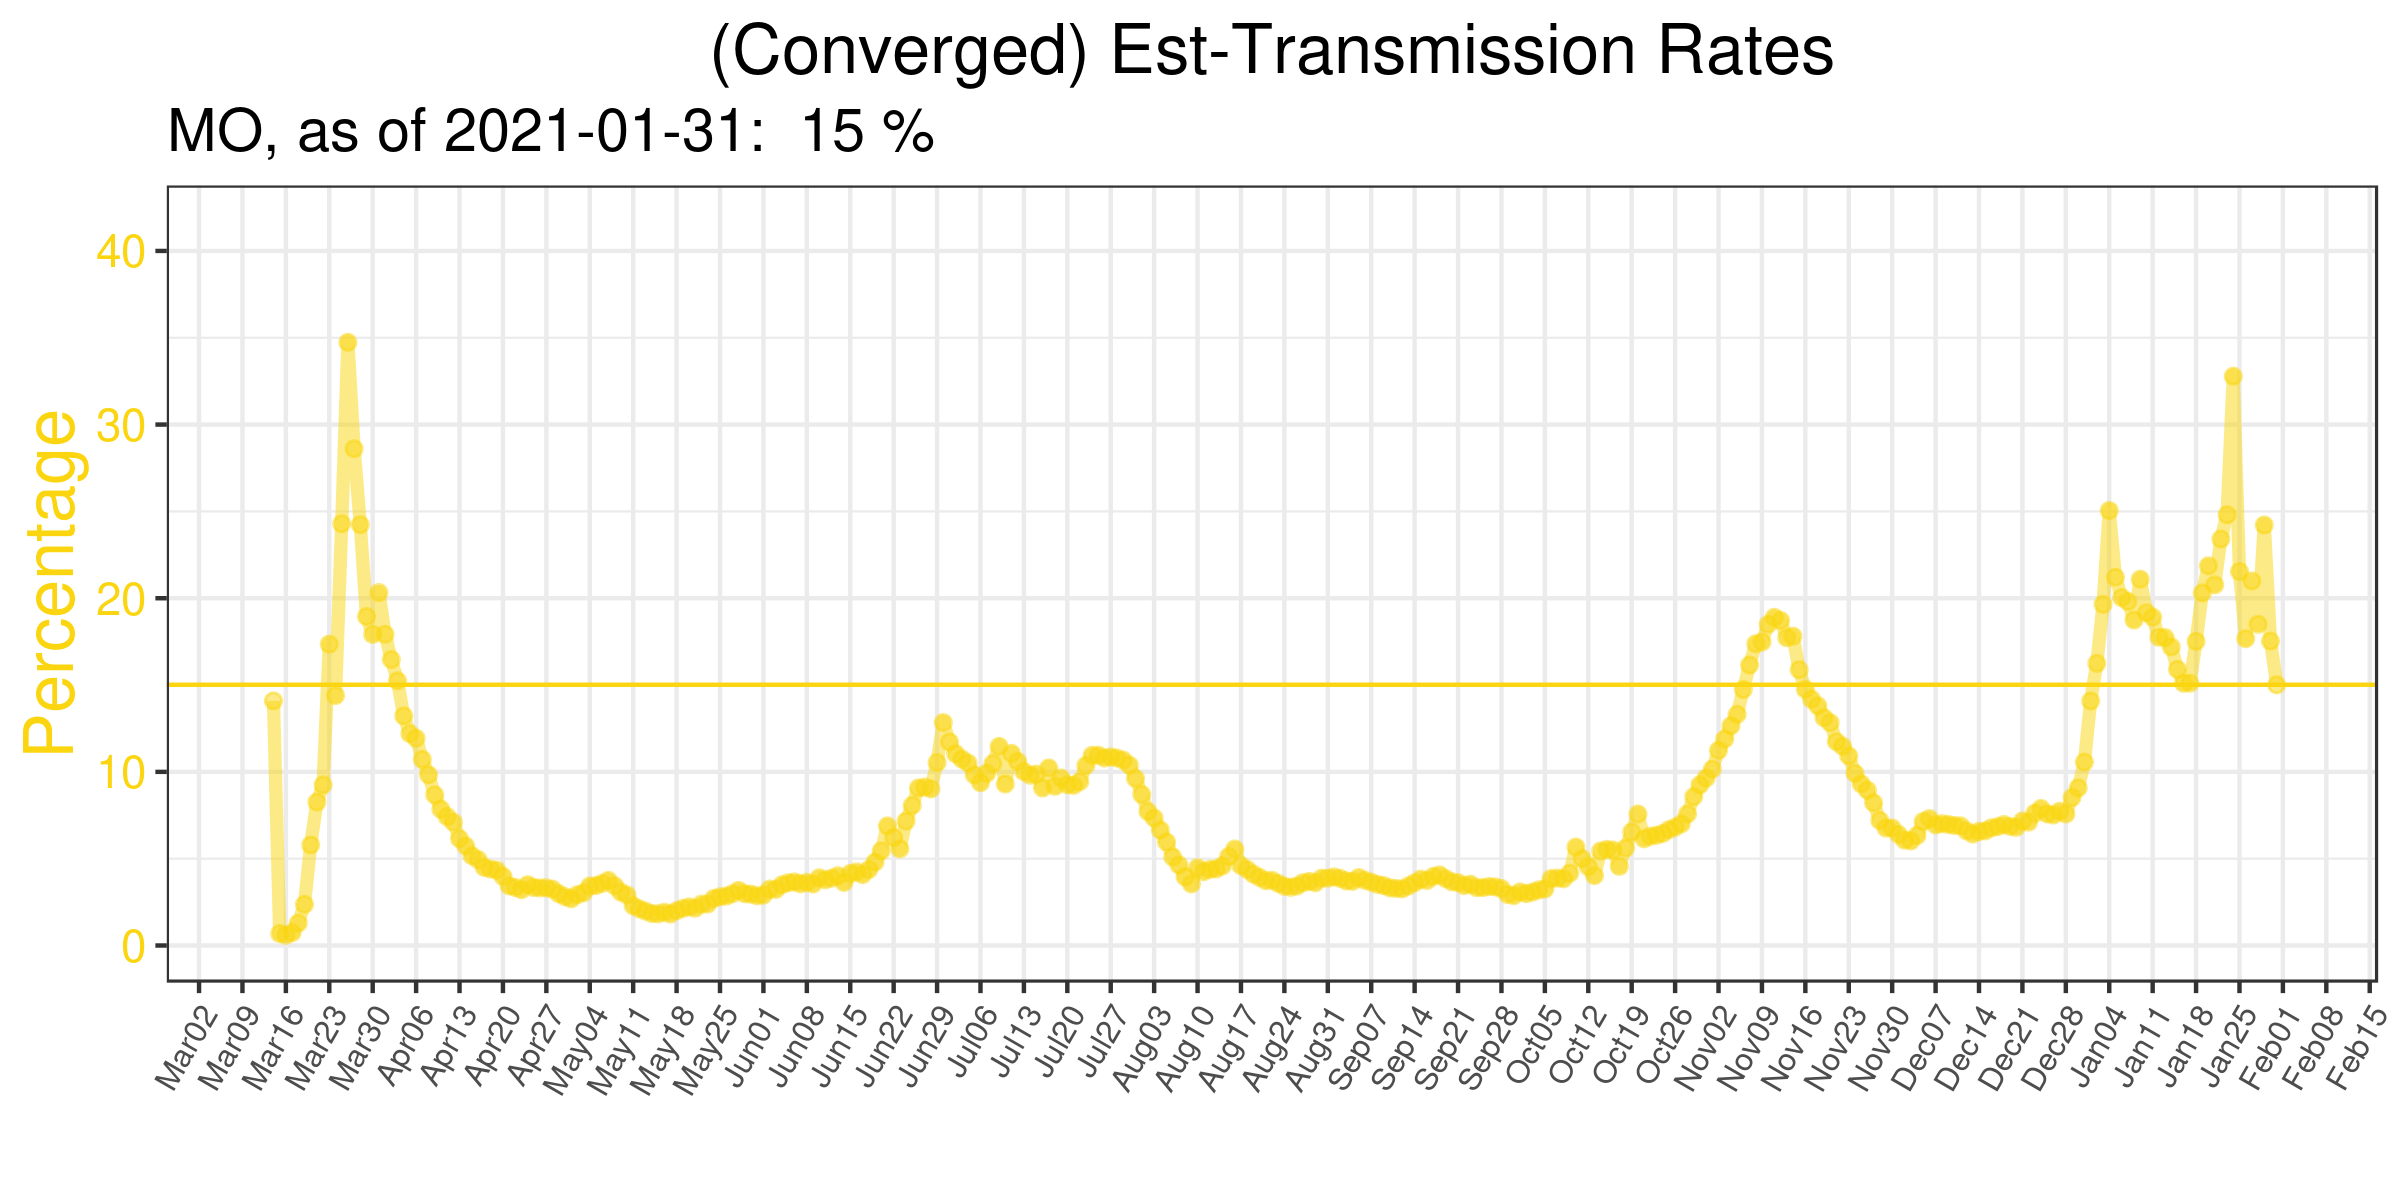 (Converged) Est-Transmission Rates
MO, as of 2021-01-31:  15 %
Percentage
40
30
20
10
0
Mar02
Mar09
Mar16
Mar23
Mar30
Apr06
Apr13
Apr20
Apr27
May04
May11
May18
May25
Jun01
Jun08
Jun15
Jun22
Jun29
Jul06
Jul13
Jul20
Jul27
Aug03
Aug10
Aug17
Aug24
Aug31
Sep07
Sep14
Sep21
Sep28
Oct05
Oct12
Oct19
Oct26
Nov02
Nov09
Nov16
Nov23
Nov30
Dec07
Dec14
Dec21
Dec28
Jan04
Jan11
Jan18
Jan25
Feb01
Feb08
Feb15